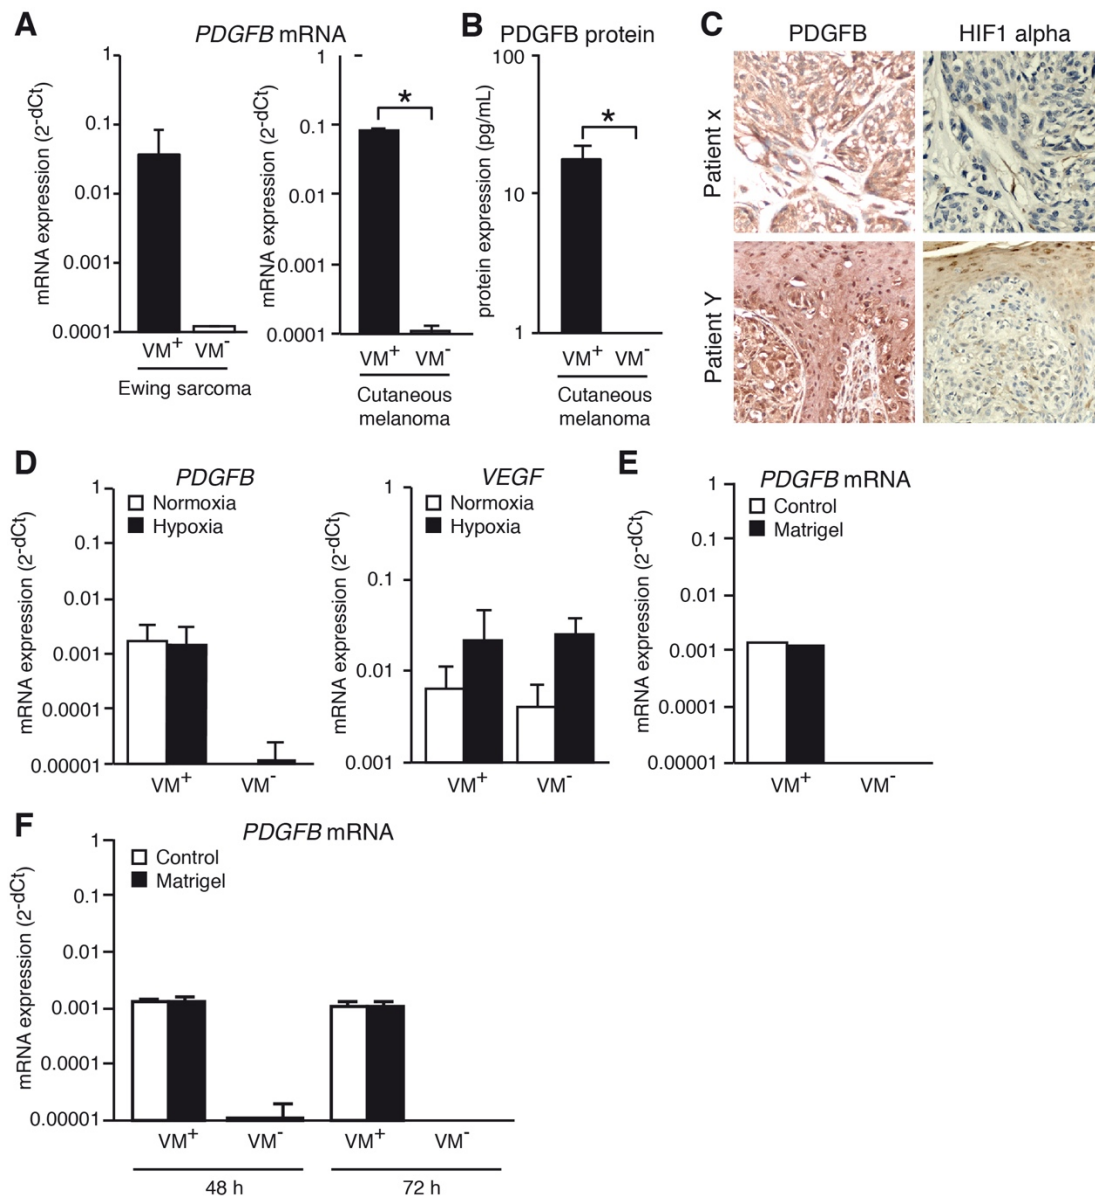 A
PDGFB mRNA
mRNA expression (2-dCt)
1
0.1
0.01
0.001
0.0001
VM+ VM-
Ewing sarcoma
mRNA expression (2-dCt)
1
0.1
0.01
0.001
0.0001
*
VM+ VM-
Cutaneous
melanoma
B
PDGFB protein
protein expression (pg/mL)
100
10
1
*
VM+ VM-
Cutaneous
melanoma
C
PDGFB
HIF1 alpha
Patient x
Patient Y
D
PDGFB
mRNA expression (2-dCt)
1
0.1
0.01
0.001
0.0001
0.00001
Normoxia
Hypoxia
VM+ VM-
VEGF
mRNA expression (2-dCt)
1
0.1
0.01
0.001
Normoxia
Hypoxia
VM+ VM-
E
PDGFB mRNA
mRNA expression (2-dCt)
1
0.1
0.01
0.001
0.0001
0.00001
Control
Matrigel
VM+ VM-
F
PDGFB mRNA
mRNA expression (2-dCt)
1
0.1
0.01
0.001
0.0001
0.00001
Control
Matrigel
VM+ VM- VM+ VM-
48 h 72 h